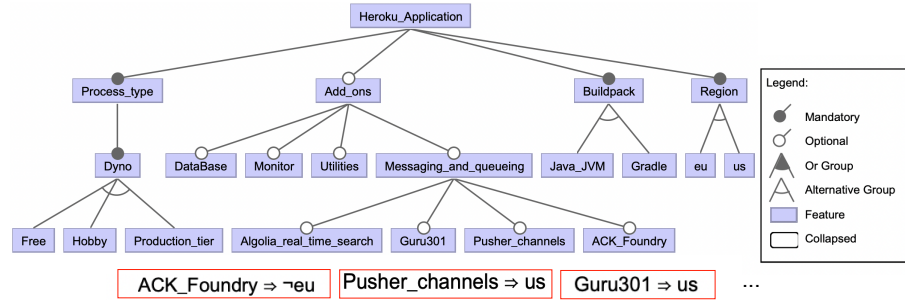 Heroku_Application
Process_type
Add_ons
Buildpack
Region
Legend:
Mandatory
Optional
Or Group
Alternative Group
Feature
Collapsed
Dyno
DataBase
Monitor
Utilities
Messaging_and_queueing
Java_JVM
Gradle
eu
us
Free
Hobby
Production_tier
Algolia_real_time_search
Guru301
Pusher_channels
ACK_Foundry
ACK_Foundry ⇒ ¬eu
Pusher_channels ⇒ us
Guru301 ⇒ us
...